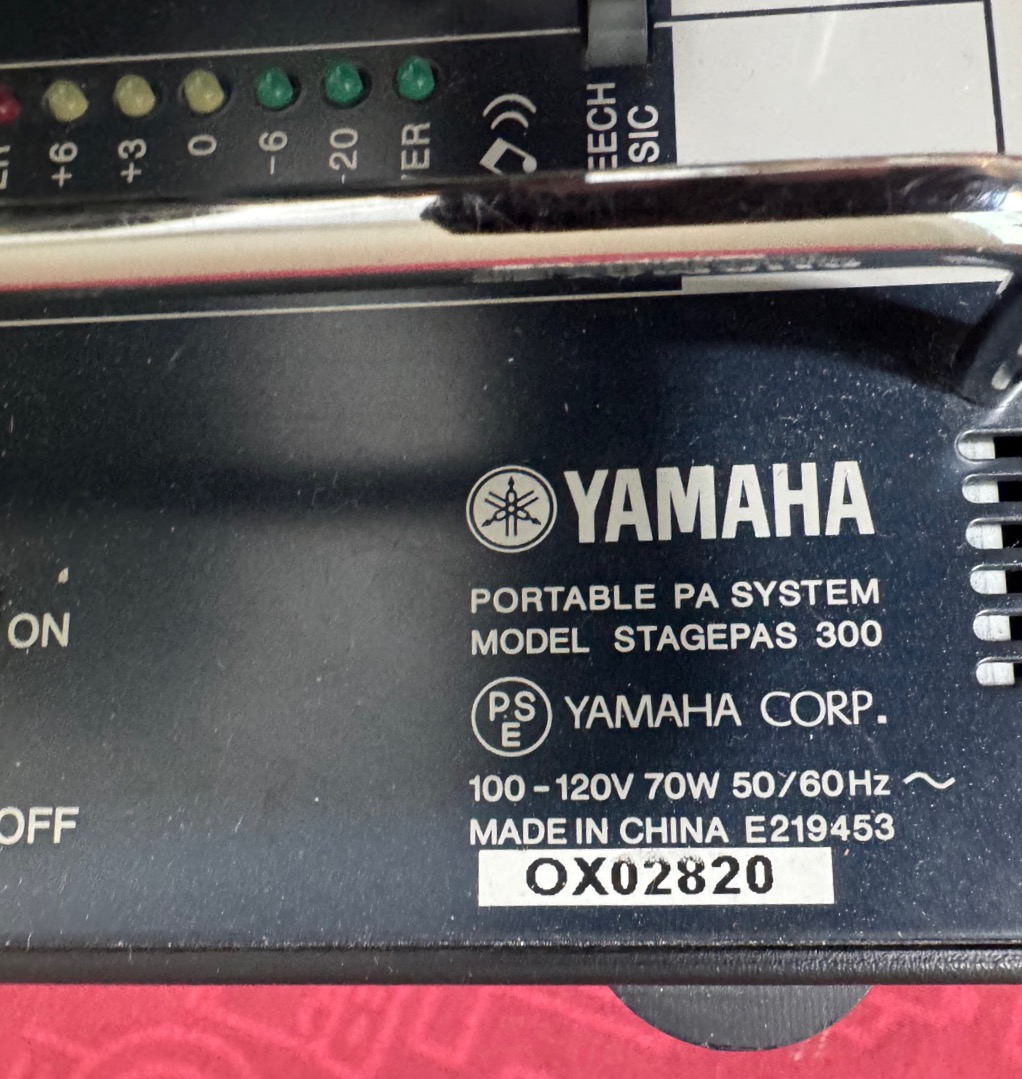 +6
+3
0
-6
-20
ON
OFF
YAMAHA
PORTABLE PA SYSTEM
MODEL STAGEPAS 300
PSE YAMAHA CORP.
100-120V 70W 50/60Hz ~
MADE IN CHINA E219453
OX02820